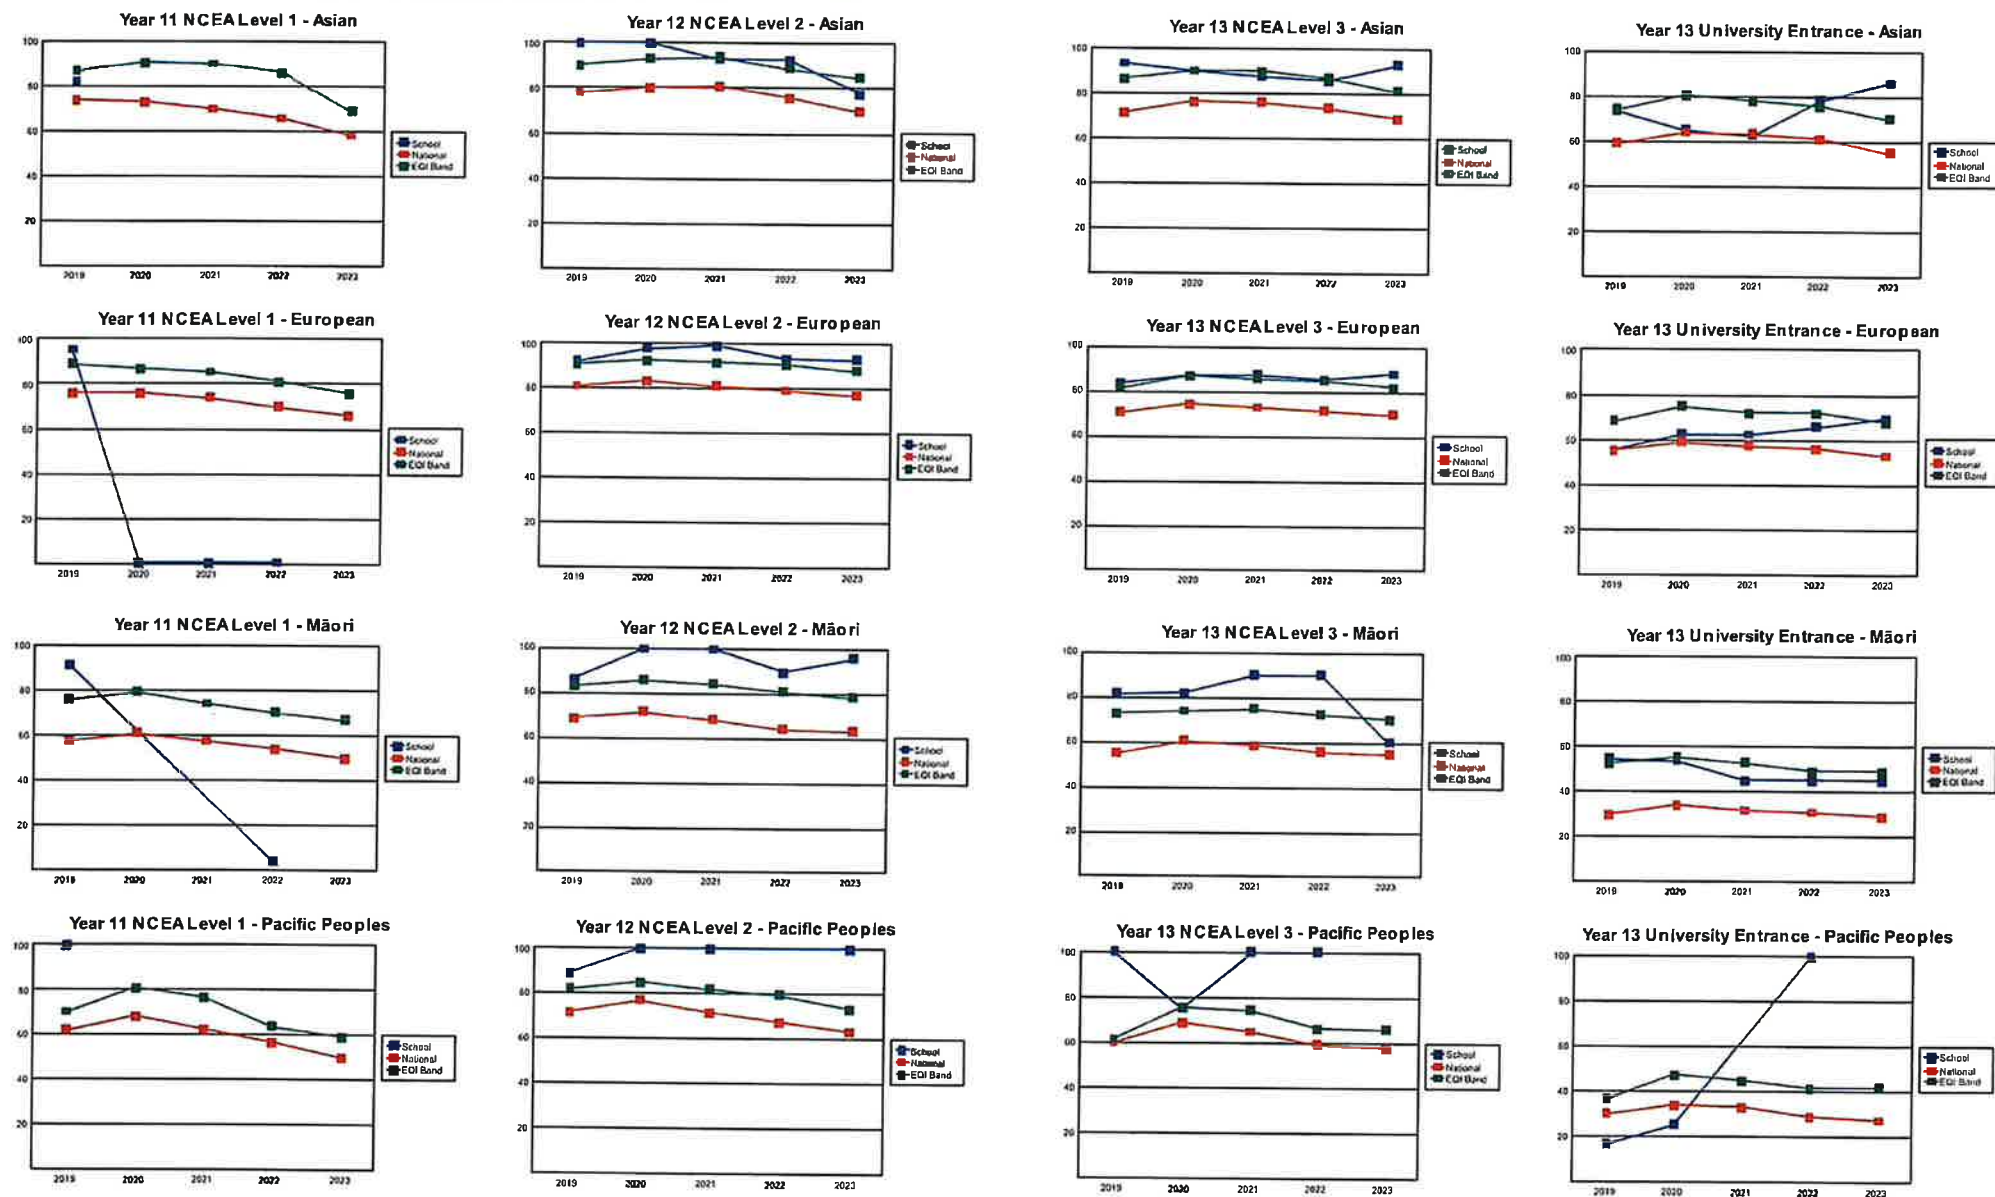 Year 11 NCEA Level 1 - Asian
100
80
60
40
20
2019 2020 2021 2022 2023
School
National
EQI Band
Year 12 NCEA Level 2 - Asian
100
80
60
40
20
2019 2020 2021 2022 2023
School
National
EQI Band
Year 13 NCEA Level 3 - Asian
100
80
60
40
20
2019 2020 2021 2022 2023
School
National
EQI Band
Year 13 University Entrance - Asian
100
80
60
40
20
2019 2020 2021 2022 2023
School
National
EQI Band
Year 11 NCEA Level 1 - European
100
80
60
40
20
2019 2020 2021 2022 2023
School
National
EQI Band
Year 12 NCEA Level 2 - European
100
80
60
40
20
2019 2020 2021 2022 2023
School
National
EQI Band
Year 13 NCEA Level 3 - European
100
80
60
40
20
2019 2020 2021 2022 2023
School
National
EQI Band
Year 13 University Entrance - European
100
80
60
40
20
2019 2020 2021 2022 2023
School
National
EQI Band
Year 11 NCEA Level 1 - Māori
100
80
60
40
20
2019 2020 2021 2022 2023
School
National
EQI Band
Year 12 NCEA Level 2 - Māori
100
80
60
40
20
2019 2020 2021 2022 2023
School
National
EQI Band
Year 13 NCEA Level 3 - Māori
100
80
60
40
20
2019 2020 2021 2022 2023
School
National
EQI Band
Year 13 University Entrance - Māori
100
80
60
40
20
2019 2020 2021 2022 2023
School
National
EQI Band
Year 11 NCEA Level 1 - Pacific Peoples
100
80
60
40
20
2019 2020 2021 2022 2023
School
National
EQI Band
Year 12 NCEA Level 2 - Pacific Peoples
100
80
60
40
20
2019 2020 2021 2022 2023
School
National
EQI Band
Year 13 NCEA Level 3 - Pacific Peoples
100
80
60
40
20
2019 2020 2021 2022 2023
School
National
EQI Band
Year 13 University Entrance - Pacific Peoples
100
80
60
40
20
2019 2020 2021 2022 2023
School
National
EQI Band